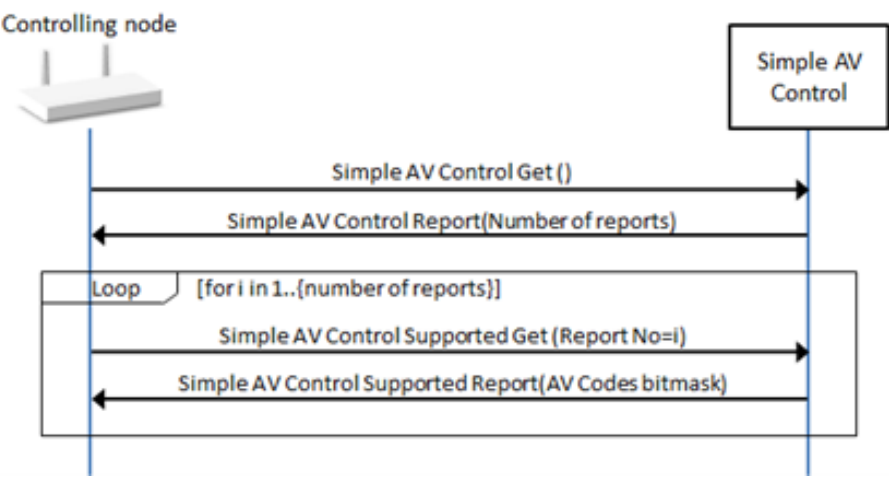 Controlling node
Simple AV
Control
Simple AV Control Get ()
Simple AV Control Report(Number of reports)
Loop [for i in 1..{number of reports}]
Simple AV Control Supported Get (Report No=i)
Simple AV Control Supported Report(AV Codes bitmask)